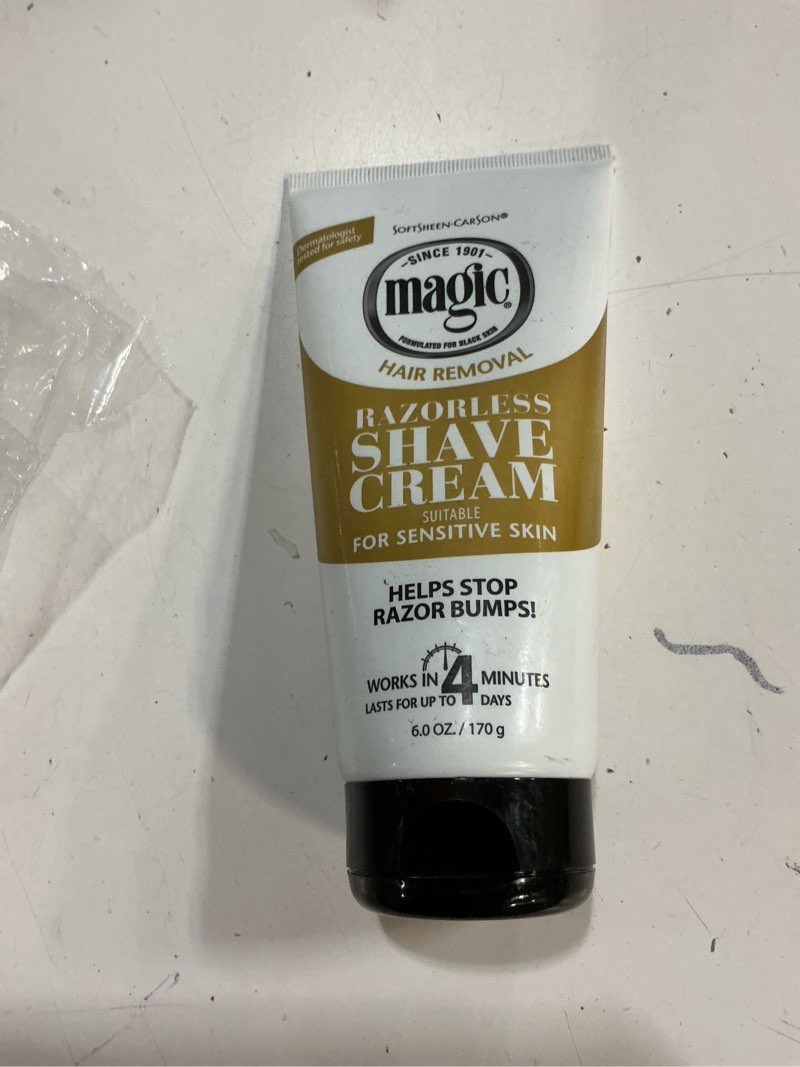 Dermatologist
tested for safety
SOFTSHEEN-CARSON®
-SINCE 1901-
magic®
FORMULATED FOR BLACK SKIN
HAIR REMOVAL
RAZORLESS
SHAVE
CREAM
SUITABLE
FOR SENSITIVE SKIN
HELPS STOP
RAZOR BUMPS!
WORKS IN 4 MINUTES
LASTS FOR UP TO DAYS
6.0 OZ. / 170 g